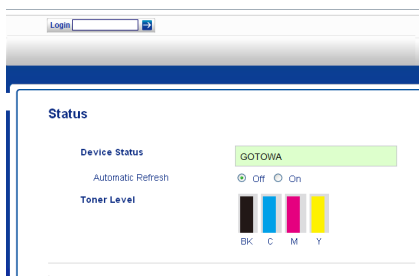 Login
Status
Device Status GOTOWA
Automatic Refresh Off On
Toner Level
BK C M Y